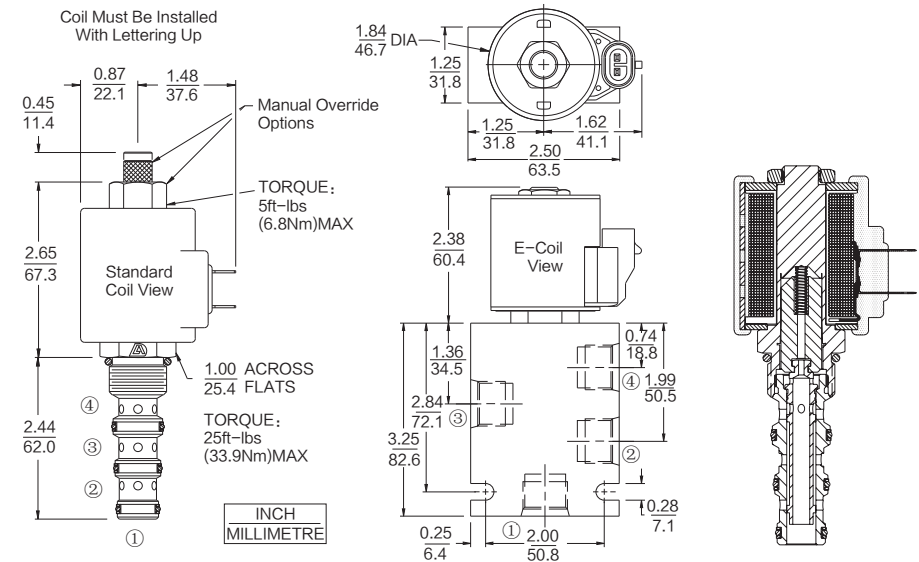 Coil Must Be Installed
With Lettering Up
0.87
22.1
1.48
37.6
0.45
11.4
Manual Override
Options
TORQUE:
5ft-lbs
(6.8Nm)MAX
2.65
67.3
Standard
Coil View
1.00 ACROSS
25.4 FLATS
TORQUE:
25ft-lbs
(33.9Nm)MAX
2.44
62.0
④
③
②
①
INCH
MILLIMETRE
1.84 DIA
46.7
1.25
31.8
1.25
31.8
1.62
41.1
2.50
63.5
2.38
60.4
E-Coil
View
1.36
34.5
0.74
18.8
④
1.99
50.5
2.84
72.1
③
3.25
82.6
②
0.28
7.1
0.25
6.4
①
2.00
50.8